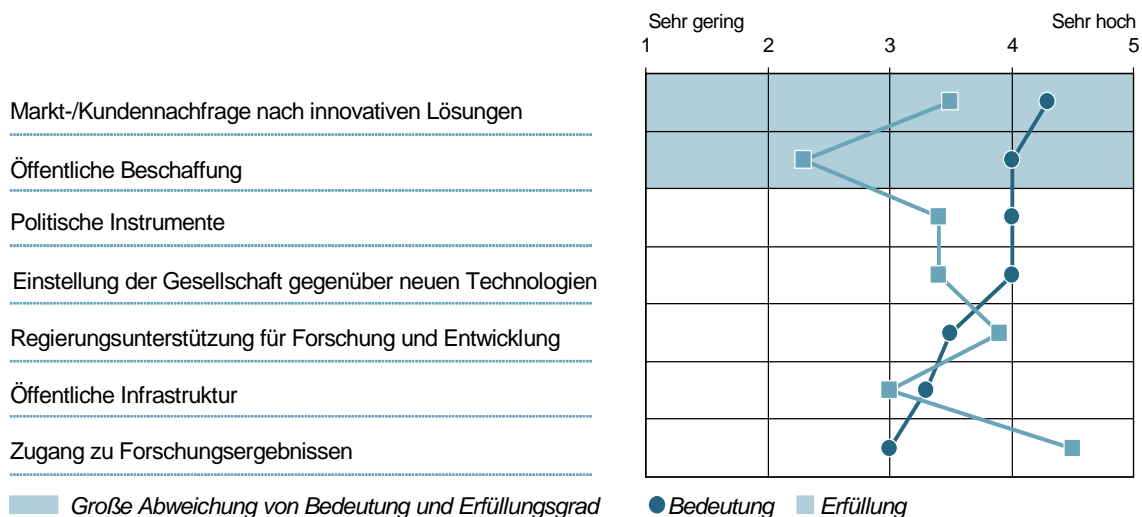 Sehr gering Sehr hoch
1 2 3 4 5
Markt-/Kundennachfrage nach innovativen Lösungen
Öffentliche Beschaffung
Politische Instrumente
Einstellung der Gesellschaft gegenüber neuen Technologien
Regierungsunterstützung für Forschung und Entwicklung
Öffentliche Infrastruktur
Zugang zu Forschungsergebnissen
Große Abweichung von Bedeutung und Erfüllungsgrad Bedeutung Erfüllung